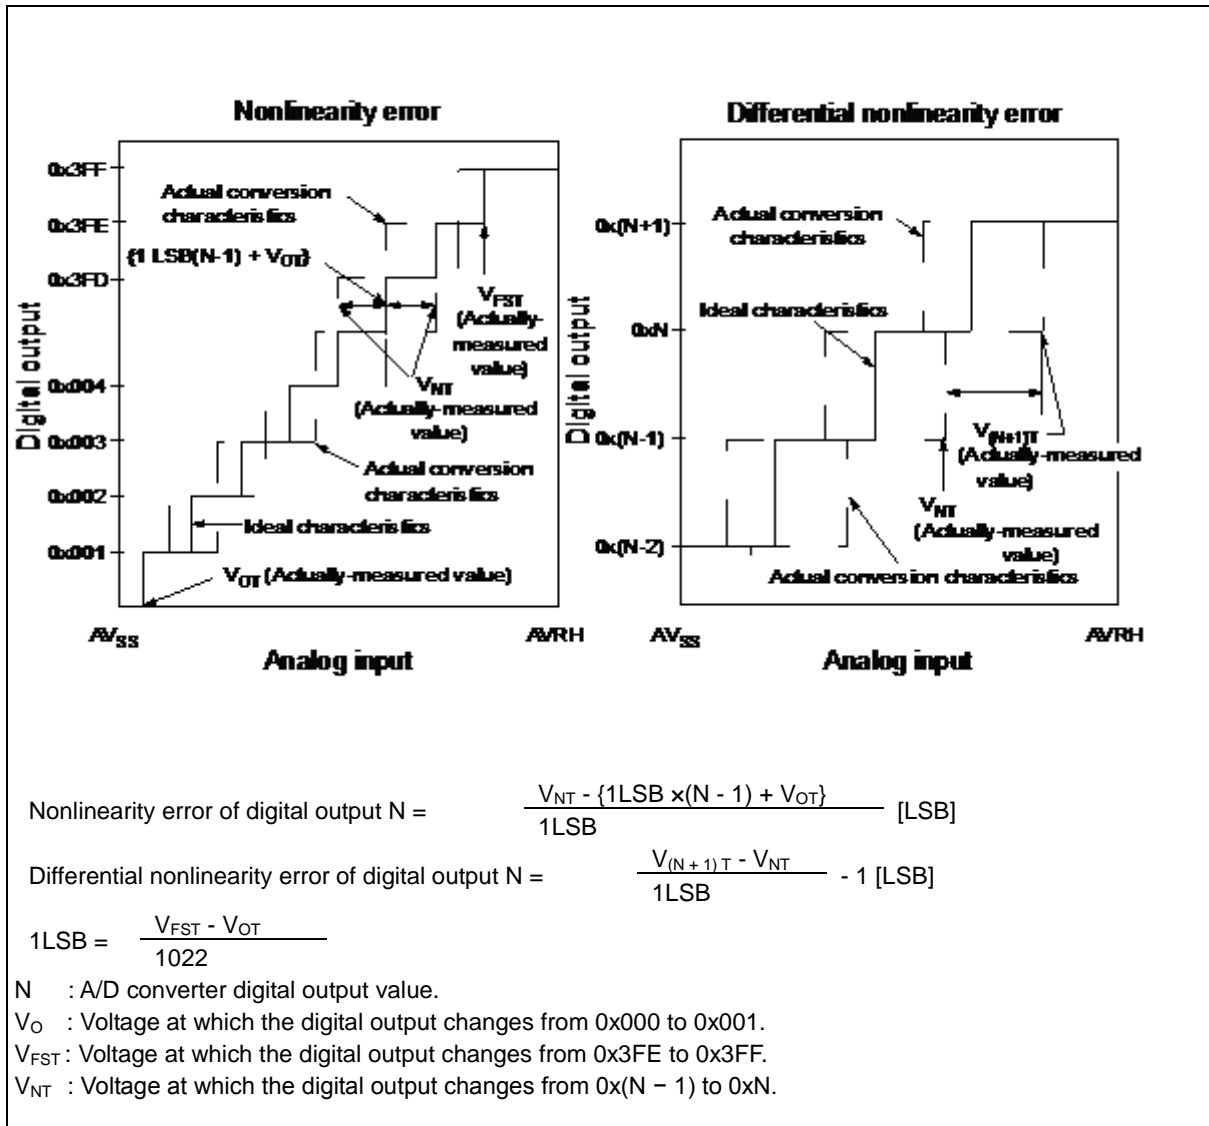 Nonlinearity error
0x3FF
0x3FE
0x3FD
0x004
0x003
0x002
0x001
Digital output
Actual conversion
characteristics
{1 LSB(N-1) + VOT}
VFST
(Actually-
measured
value)
VNT
(Actually-measured
value)
Actual conversion
characteristics
Ideal characteristics
VOT (Actually-measured value)
AVSS
AVRH
Analog input
Differential nonlinearity error
0x(N+1)
0xN
0x(N-1)
0x(N-2)
Digital output
Actual conversion
characteristics
Ideal characteristics
V(N+1)T
(Actually-measured
value)
VNT
(Actually-measured
value)
Actual conversion characteristics
AVSS
AVRH
Analog input
Nonlinearity error of digital output N =
VNT - {1LSB ×(N - 1) + VOT}
1LSB
[LSB]
Differential nonlinearity error of digital output N =
V(N + 1) T - VNT
1LSB
- 1 [LSB]
1LSB =
VFST - VOT
1022
N : A/D converter digital output value.
VO : Voltage at which the digital output changes from 0x000 to 0x001.
VFST : Voltage at which the digital output changes from 0x3FE to 0x3FF.
VNT : Voltage at which the digital output changes from 0x(N − 1) to 0xN.